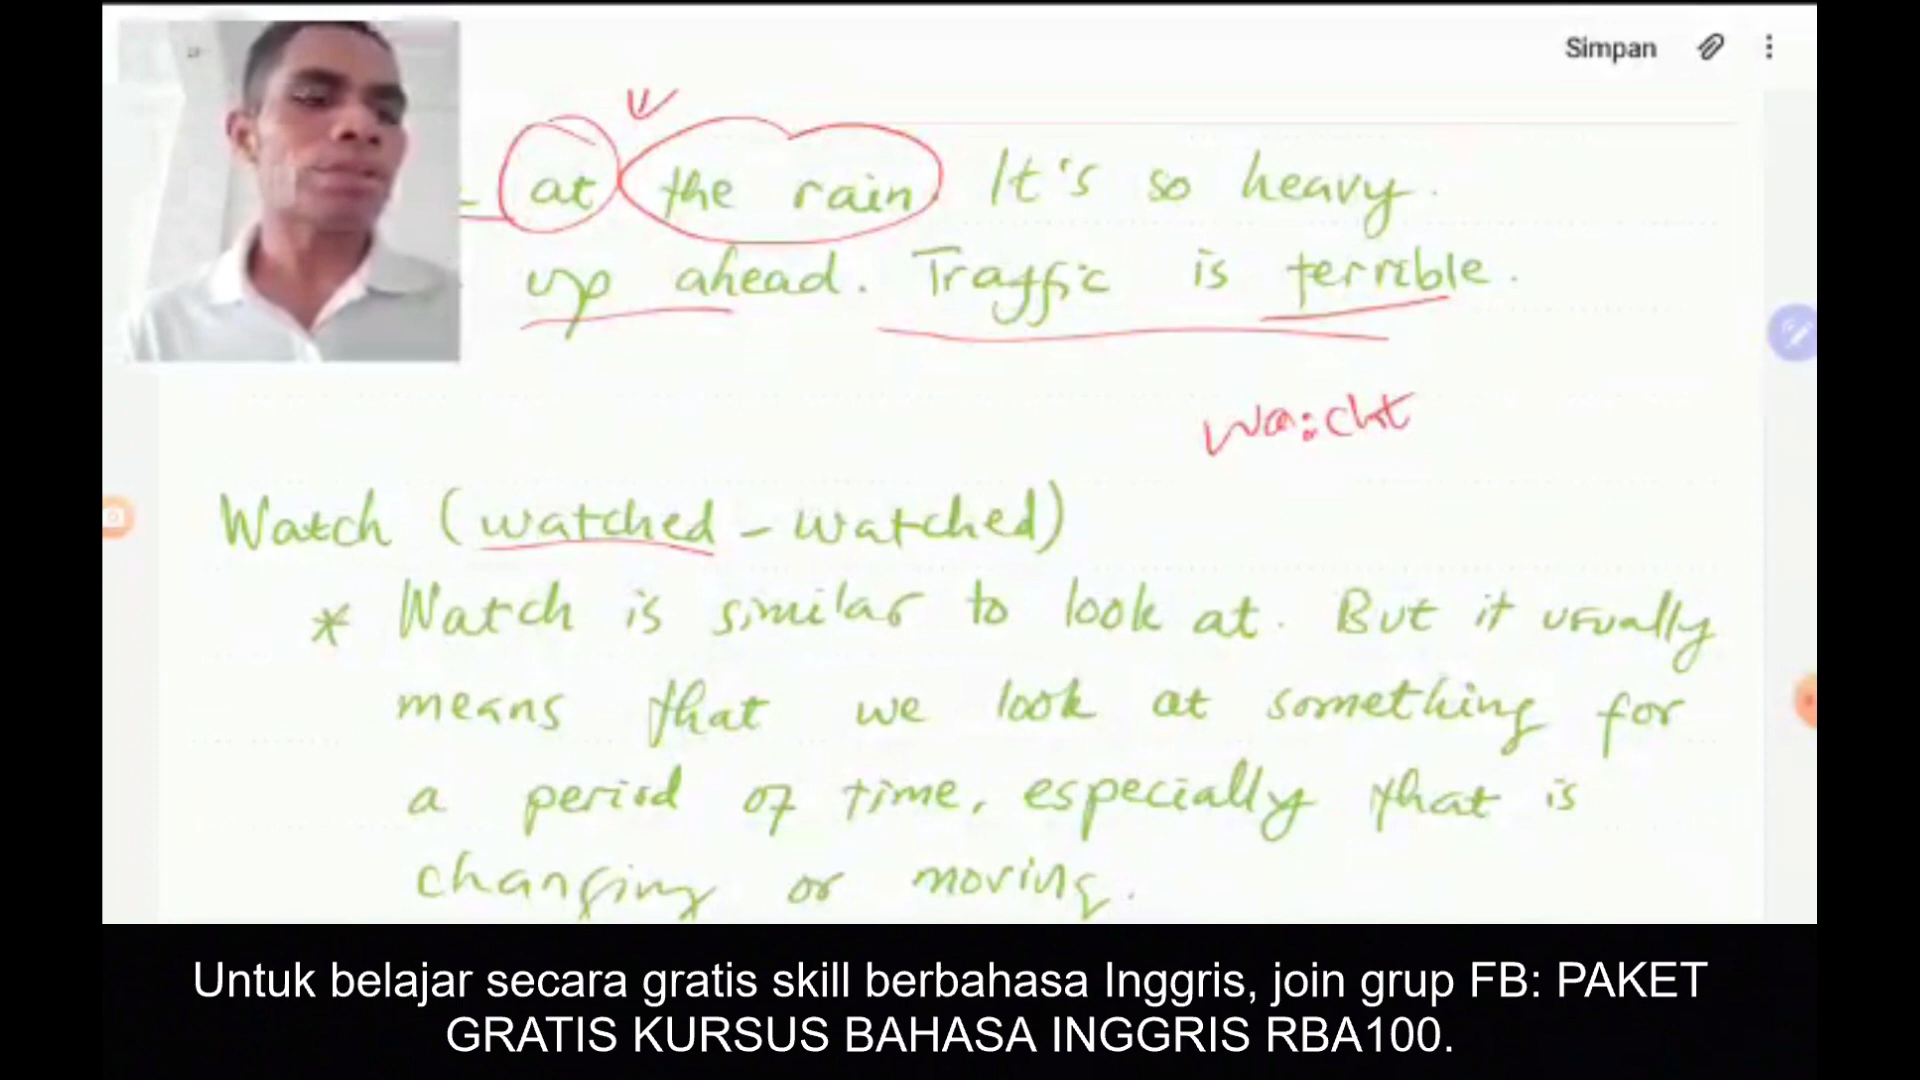 Simpan
at the rain. It's so heavy.
up ahead. Traffic is terrible.
wa:cht
Watch (watched - watched)
* Watch is similar to look at. But it usually
means that we look at something for
a period of time, especially that is
changing or moving.
Untuk belajar secara gratis skill berbahasa Inggris, join grup FB: PAKET
GRATIS KURSUS BAHASA INGGRIS RBA100.